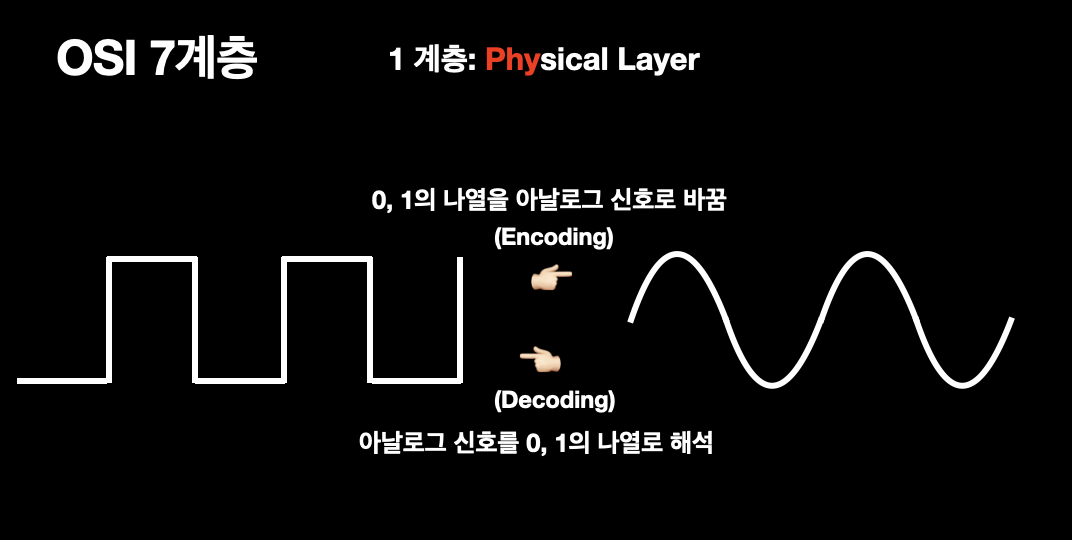 OSI 7계층
1 계층: Physical Layer
0, 1의 나열을 아날로그 신호로 바꿈
(Encoding)
(Decoding)
아날로그 신호를 0, 1의 나열로 해석